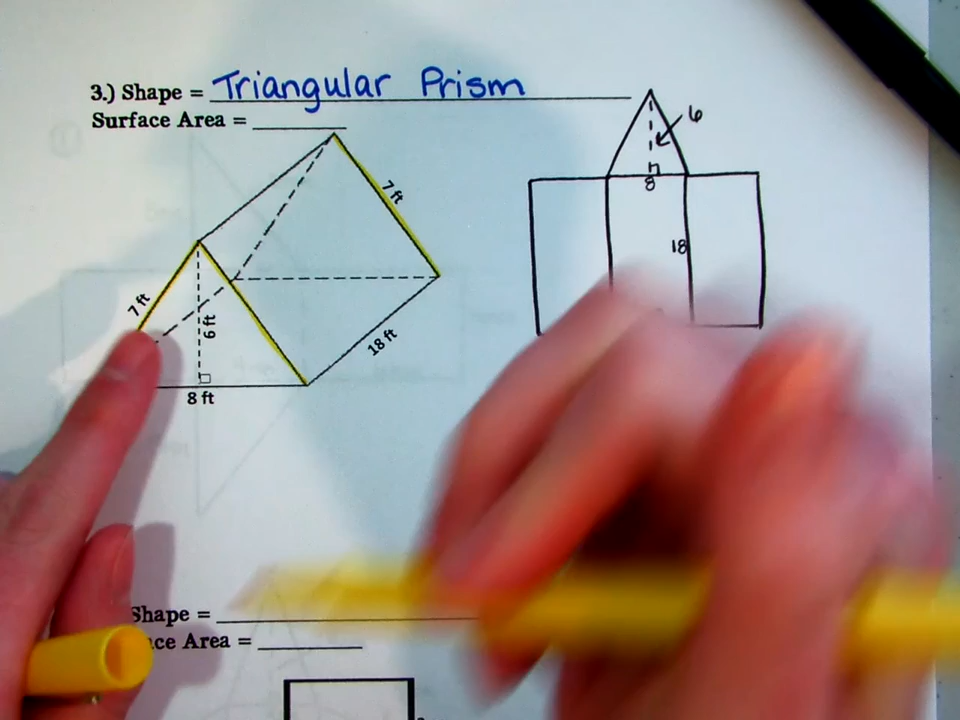 3.) Shape = Triangular Prism
Surface Area =
6
7 ft
8
18
7 ft
6 ft
18 ft
8 ft
Shape =
ce Area =